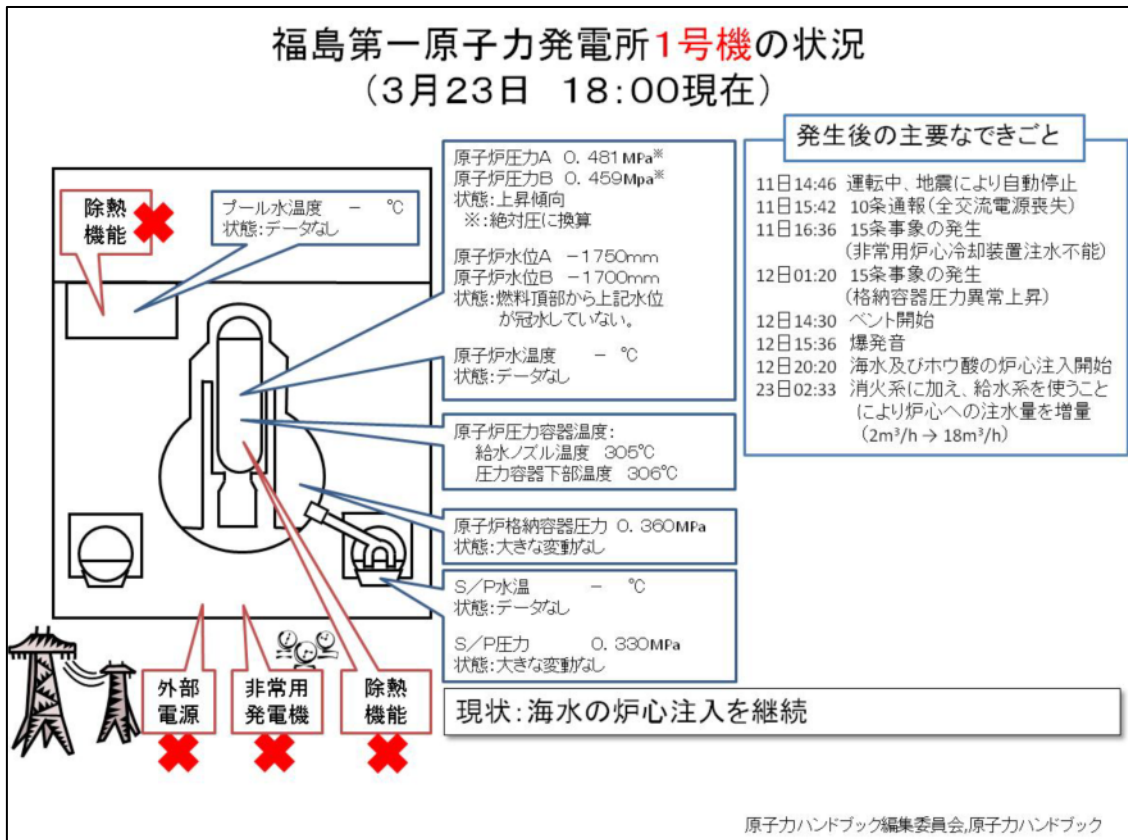 福島第一原子力発電所1号機の状況
(3月23日 18:00現在)
除熱
機能
プール水温度 － ℃
状態:データなし
原子炉圧力A 0. 481MPa※
原子炉圧力B 0. 459Mpa※
状態:上昇傾向
※:絶対圧に換算
原子炉水位A －1750mm
原子炉水位B －1700mm
状態:燃料頂部から上記水位
が冠水していない。
原子炉水温度 － ℃
状態:データなし
原子炉圧力容器温度:
給水ノズル温度 305℃
圧力容器下部温度 306℃
原子炉格納容器圧力 0. 360MPa
状態:大きな変動なし
S／P水温 － ℃
状態:データなし
S／P圧力 0. 330MPa
状態:大きな変動なし
発生後の主要なできごと
11日14:46 運転中、地震により自動停止
11日15:42 10条通報(全交流電源喪失)
11日16:36 15条事象の発生
(非常用炉心冷却装置注水不能)
12日01:20 15条事象の発生
(格納容器圧力異常上昇)
12日14:30 ベント開始
12日15:36 爆発音
12日20:20 海水及びホウ酸の炉心注入開始
23日02:33 消火系に加え、給水系を使うこと
により炉心への注水量を増量
(2m³/h → 18m³/h)
外部
電源
非常用
発電機
除熱
機能
現状:海水の炉心注入を継続
原子力ハンドブック編集委員会,原子力ハンドブック